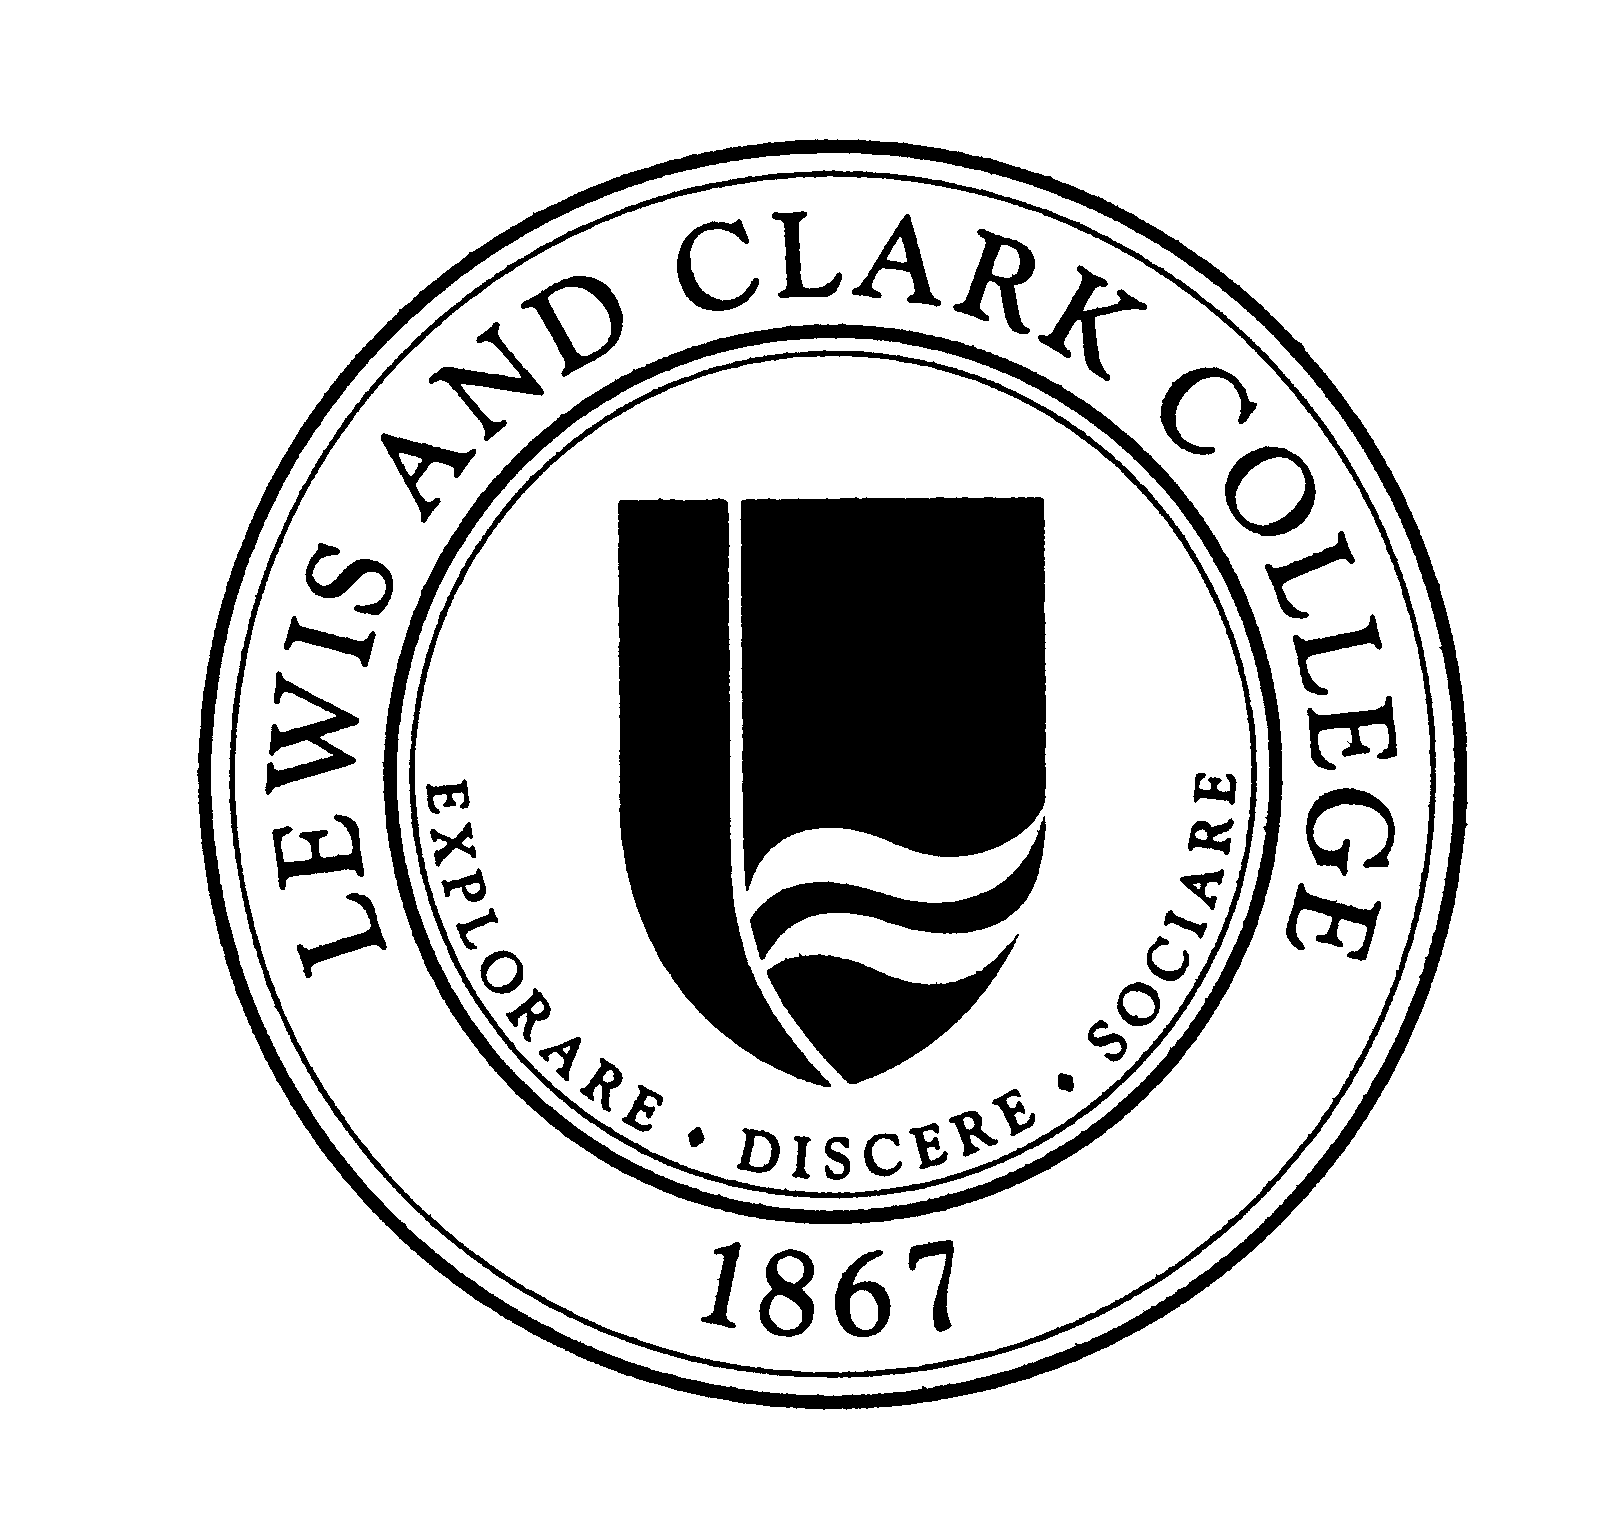 LEWIS AND CLARK COLLEGE
EXPLORARE • DISCERE • SOCIARE
1867